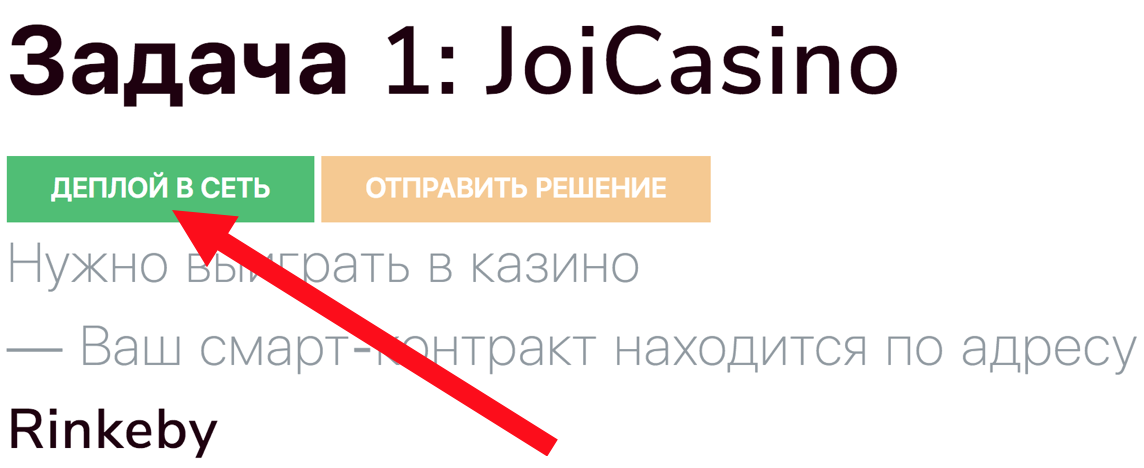 Задача 1: JoiCasino
ДЕПЛОЙ В СЕТЬ ОТПРАВИТЬ РЕШЕНИЕ
Нужно выиграть в казино
— Ваш смарт-контракт находится по адресу
Rinkeby